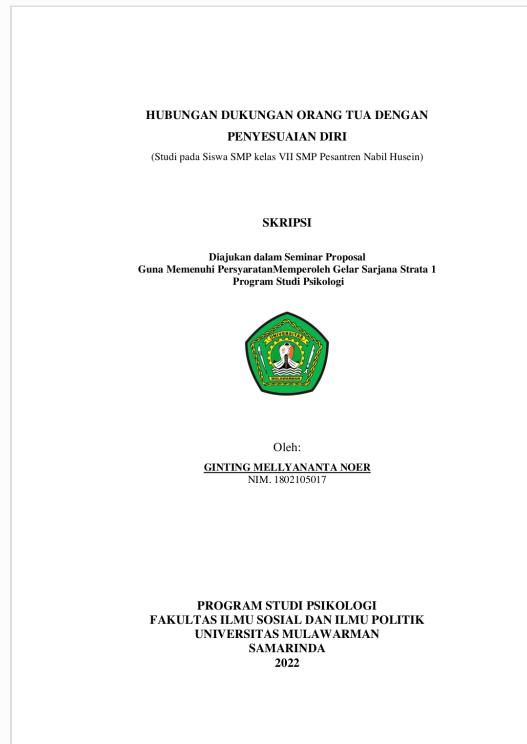 HUBUNGAN DUKUNGAN ORANG TUA DENGAN
PENYESUAIAN DIRI
(Studi pada Siswa SMP kelas VII SMP Pesantren Nabil Husein)
SKRIPSI
Diajukan dalam Seminar Proposal
Guna Memenuhi PersyaratanMemperoleh Gelar Sarjana Strata 1
Program Studi Psikologi
UNIVERSITAS
MULAWARMAN
Oleh:
GINTING MELLYANANTA NOER
NIM. 1802105017
PROGRAM STUDI PSIKOLOGI
FAKULTAS ILMU SOSIAL DAN ILMU POLITIK
UNIVERSITAS MULAWARMAN
SAMARINDA
2022